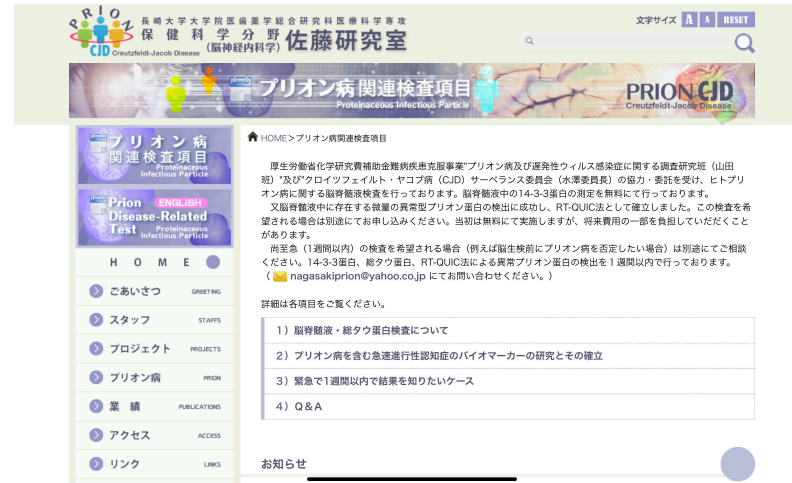 PRION
CJD
Creutzfeldt-Jacob Disease
長崎大学大学院医歯薬学総合研究科医療科学専攻
保健科学分野 (脳神経内科学) 佐藤研究室
文字サイズ A A RESET
プリオン病関連検査項目
Proteinaceous Infectious Particle
PRION CJD
Creutzfeldt-Jacob Disease
プリオン病
関連検査項目
Proteinaceous
Infectious Particle
Prion ENGLISH
Disease-Related
Test Proteinaceous
Infectious Particle
HOME
ごあいさつ GREETING
スタッフ STAFFS
プロジェクト PROJECTS
プリオン病 PRION
業 績 PUBLICATIONS
アクセス ACCESS
リンク LINKS
HOME>プリオン病関連検査項目
厚生労働省化学研究費補助金難病疾患克服事業"プリオン病及び遅発性ウィルス感染症に関する調査研究班（山田
班）"及び"クロイツフェイルト・ヤコブ病（CJD）サーベランス委員会（水澤委員長）の協力・委託を受け、ヒトプリ
オン病に関する脳脊髄液検査を行っております。脳脊髄液中の14-3-3蛋白の測定を無料にて行っております。
又脳脊髄液中に存在する微量の異常型プリオン蛋白の検出に成功し、RT-QUIC法として確立しました。この検査を希
望される場合は別途にてお申し込みください。当初は無料にて実施しますが、将来費用の一部を負担していだだくこと
があります。
尚至急（1週間以内）の検査を希望される場合（例えば脳生検前にプリオン病を否定したい場合）は別途にてご相談
ください。14-3-3蛋白、総タウ蛋白、RT-QUIC法による異常プリオン蛋白の検出を１週間以内で行っております。
（ nagasakiprion@yahoo.co.jp にてお問い合わせください。）
詳細は各項目をご覧ください。
1）脳脊髄液・総タウ蛋白検査について
2）プリオン病を含む急速進行性認知症のバイオマーカーの研究とその確立
3）緊急で1週間以内で結果を知りたいケース
4）Q＆A
お知らせ